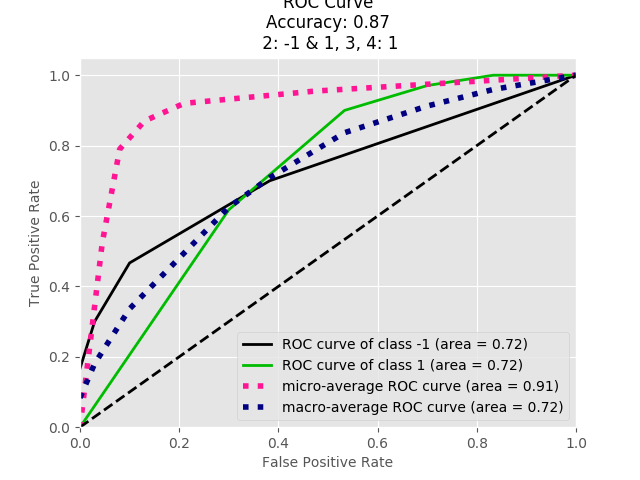 ROC Curve
Accuracy: 0.87
2: -1 & 1, 3, 4: 1
1.0
0.8
0.6
0.4
0.2
0.0
True Positive Rate
ROC curve of class -1 (area = 0.72)
ROC curve of class 1 (area = 0.72)
micro-average ROC curve (area = 0.91)
macro-average ROC curve (area = 0.72)
0.0 0.2 0.4 0.6 0.8 1.0
False Positive Rate